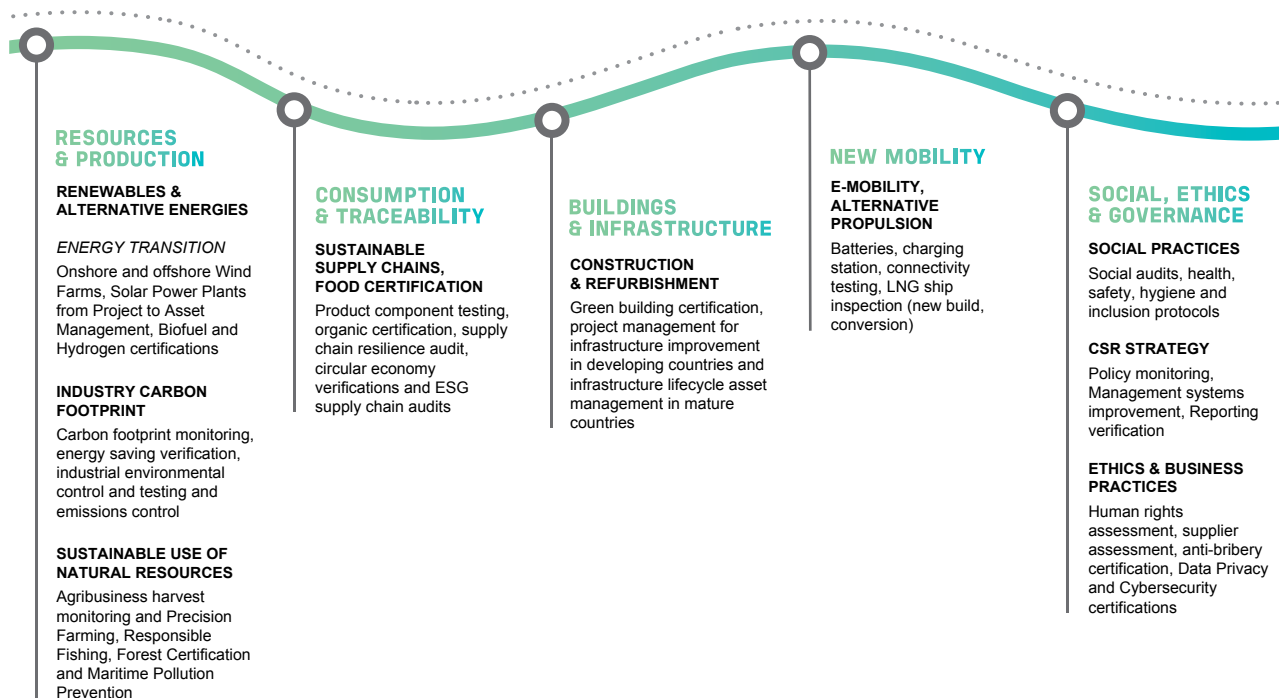 RESOURCES
& PRODUCTION
RENEWABLES &
ALTERNATIVE ENERGIES
ENERGY TRANSITION
Onshore and offshore Wind
Farms, Solar Power Plants
from Project to Asset
Management, Biofuel and
Hydrogen certifications
INDUSTRY CARBON
FOOTPRINT
Carbon footprint monitoring,
energy saving verification,
industrial environmental
control and testing and
emissions control
SUSTAINABLE USE OF
NATURAL RESOURCES
Agribusiness harvest
monitoring and Precision
Farming, Responsible
Fishing, Forest Certification
and Maritime Pollution
Prevention
CONSUMPTION
& TRACEABILITY
SUSTAINABLE
SUPPLY CHAINS,
FOOD CERTIFICATION
Product component testing,
organic certification, supply
chain resilience audit,
circular economy
verifications and ESG
supply chain audits
BUILDINGS
& INFRASTRUCTURE
CONSTRUCTION
& REFURBISHMENT
Green building certification,
project management for
infrastructure improvement
in developing countries and
infrastructure lifecycle asset
management in mature
countries
NEW MOBILITY
E-MOBILITY,
ALTERNATIVE
PROPULSION
Batteries, charging
station, connectivity
testing, LNG ship
inspection (new build,
conversion)
SOCIAL, ETHICS
& GOVERNANCE
SOCIAL PRACTICES
Social audits, health,
safety, hygiene and
inclusion protocols
CSR STRATEGY
Policy monitoring,
Management systems
improvement, Reporting
verification
ETHICS & BUSINESS
PRACTICES
Human rights
assessment, supplier
assessment, anti-bribery
certification, Data Privacy
and Cybersecurity
certifications